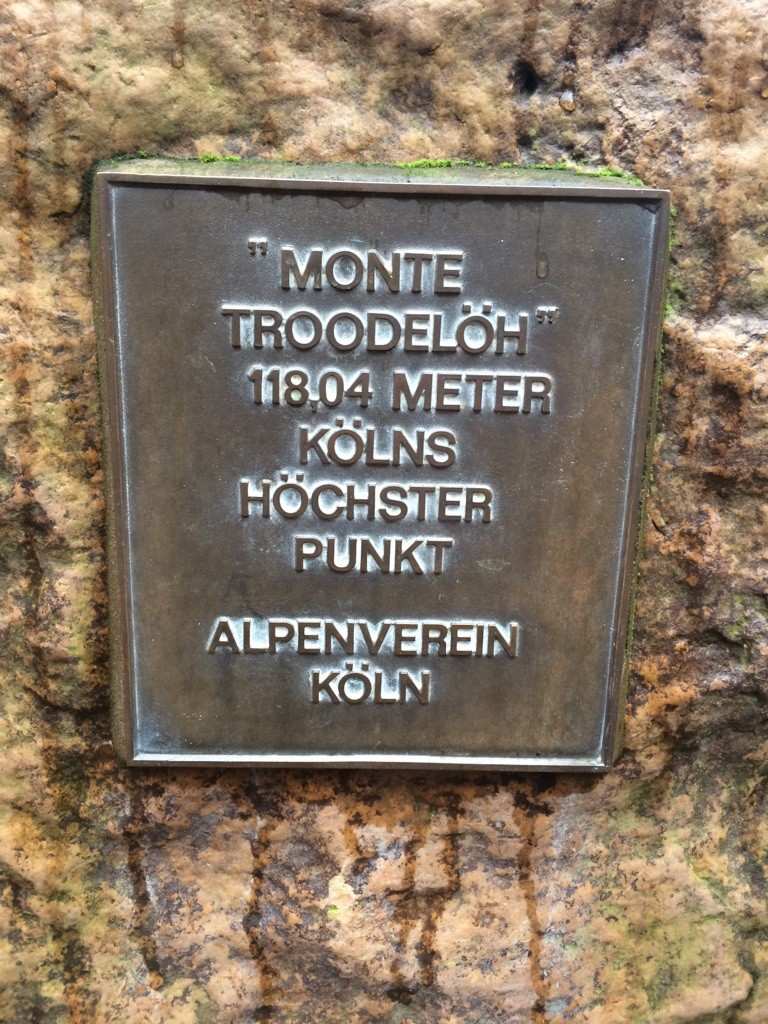 "MONTE
TROODELÖH"
118,04 METER
KÖLNS
HÖCHSTER
PUNKT
ALPENVEREIN
KÖLN